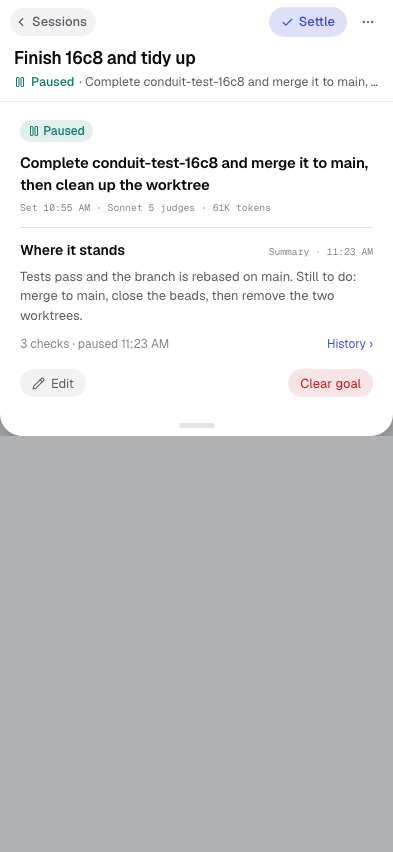 Sessions
Settle
Finish 16c8 and tidy up
Paused · Complete conduit-test-16c8 and merge it to main, …
Paused
Complete conduit-test-16c8 and merge it to main,
then clean up the worktree
Set 10:55 AM · Sonnet 5 judges · 61K tokens
Where it stands
Summary · 11:23 AM
Tests pass and the branch is rebased on main. Still to do:
merge to main, close the beads, then remove the two
worktrees.
3 checks · paused 11:23 AM
History ›
Edit
Clear goal